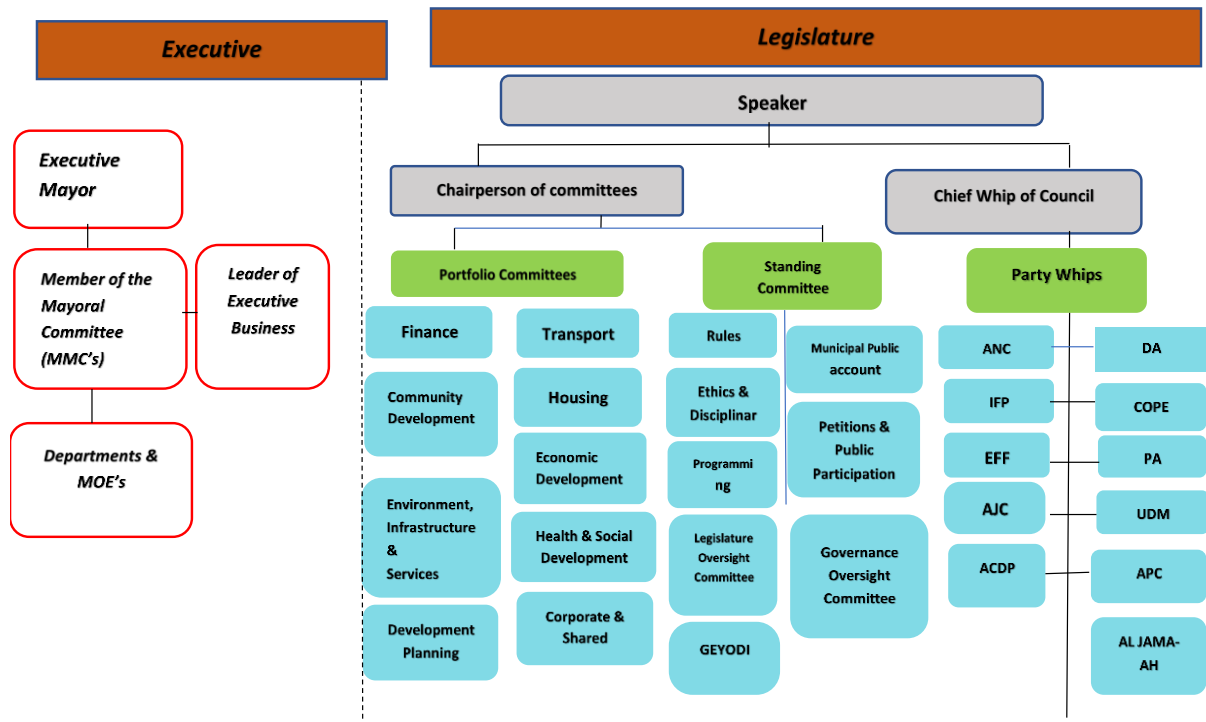 Executive
Legislature
Speaker
Executive
Mayor
Chairperson of committees
Chief Whip of Council
Member of the
Mayoral
Committee
(MMC's)
Leader of
Executive
Business
Departments &
MOE's
Portfolio Committees
Standing
Committee
Party Whips
Finance
Transport
Community
Development
Housing
Economic
Development
Environment,
Infrastructure
&
Services
Health & Social
Development
Development
Planning
Corporate &
Shared
Rules
Municipal Public
account
Ethics &
Disciplinar
Petitions &
Public
Participation
Programmi
ng
Legislature
Oversight
Committee
Governance
Oversight
Committee
GEYODI
ANC
DA
IFP
COPE
EFF
PA
AJC
UDM
ACDP
APC
AL JAMA-
AH